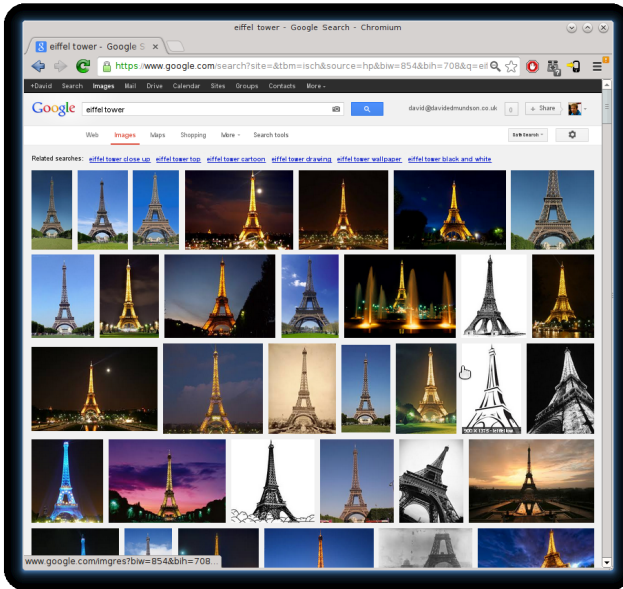 eiffel tower - Google Search - Chromium
eiffel tower - Google S
https://www.google.com/search?site=&tbm=isch&source=hp&biw=854&bih=708&q=eif
+David Search Images Mail Drive Calendar Sites Groups Contacts More
Google eiffel tower david@davidedmundson.co.uk 0 + Share
Web Images Maps Shopping More Search tools SafeSearch
Related searches: eiffel tower close up eiffel tower top eiffel tower cartoon eiffel tower drawing eiffel tower wallpaper eiffel tower black and white
www.google.com/imgres?biw=854&bih=708...